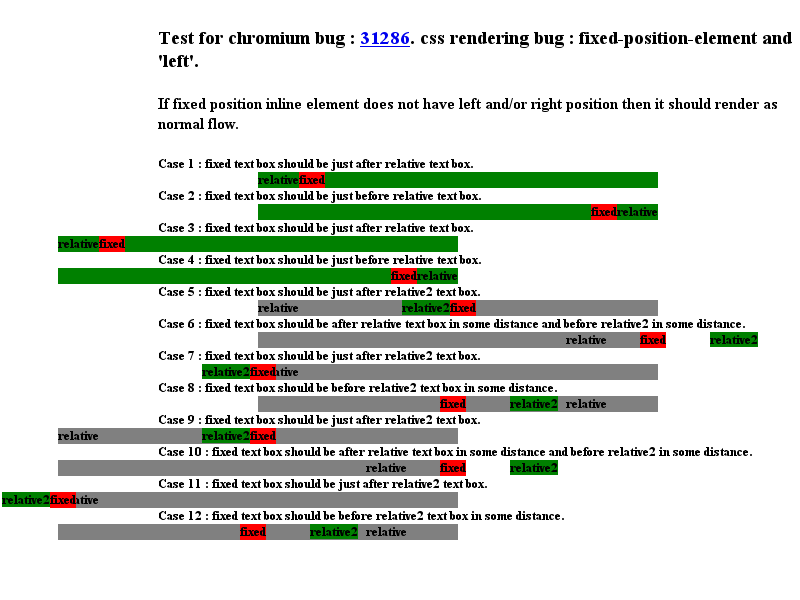 Test for chromium bug : 31286. css rendering bug : fixed-position-element and
'left'.
If fixed position inline element does not have left and/or right position then it should render as
normal flow.
Case 1 : fixed text box should be just after relative text box.
relativefixed
Case 2 : fixed text box should be just before relative text box.
fixedrelative
Case 3 : fixed text box should be just after relative text box.
relativefixed
Case 4 : fixed text box should be just before relative text box.
fixedrelative
Case 5 : fixed text box should be just after relative2 text box.
relative relative2fixed
Case 6 : fixed text box should be after relative text box in some distance and before relative2 in some distance.
relative fixed relative2
Case 7 : fixed text box should be just after relative2 text box.
relative2fixedative
Case 8 : fixed text box should be before relative2 text box in some distance.
fixed relative2 relative
Case 9 : fixed text box should be just after relative2 text box.
relative relative2fixed
Case 10 : fixed text box should be after relative text box in some distance and before relative2 in some distance.
relative fixed relative2
Case 11 : fixed text box should be just after relative2 text box.
relative2fixedative
Case 12 : fixed text box should be before relative2 text box in some distance.
fixed relative2 relative